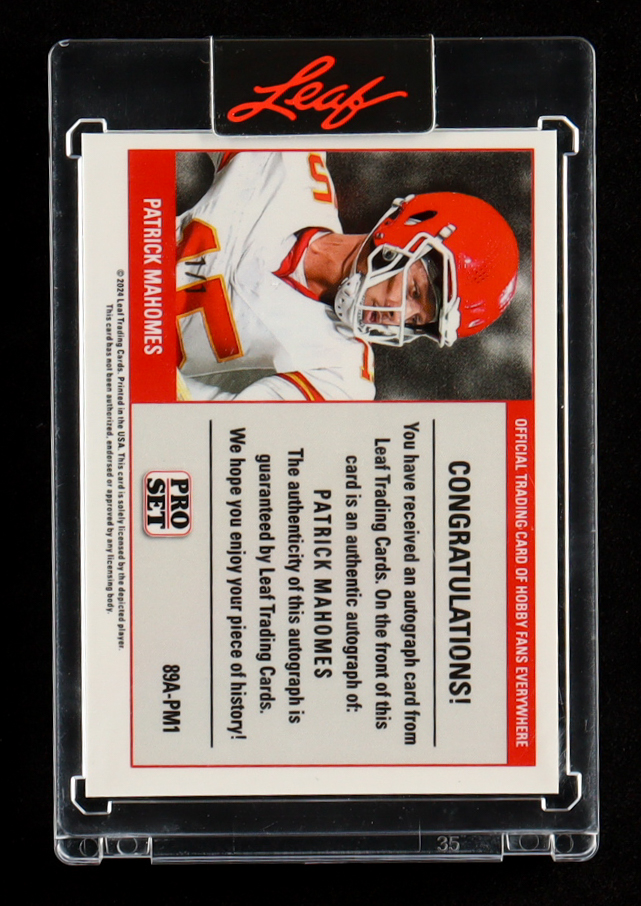 Leaf
OFFICIAL TRADING CARD OF HOBBY FANS EVERYWHERE
CONGRATULATIONS!
You have received an autograph card from
Leaf Trading Cards. On the front of this
card is an authentic autograph of:
PATRICK MAHOMES
The authenticity of this autograph is
guaranteed by Leaf Trading Cards.
We hope you enjoy your piece of history!
PRO
SET
89A-PM1
15
1/1
PATRICK MAHOMES
© 2024 Leaf Trading Cards. Printed in the USA. This card is solely licensed by the depicted player.
This card has not been authorized, endorsed or approved by any licensing body.
35